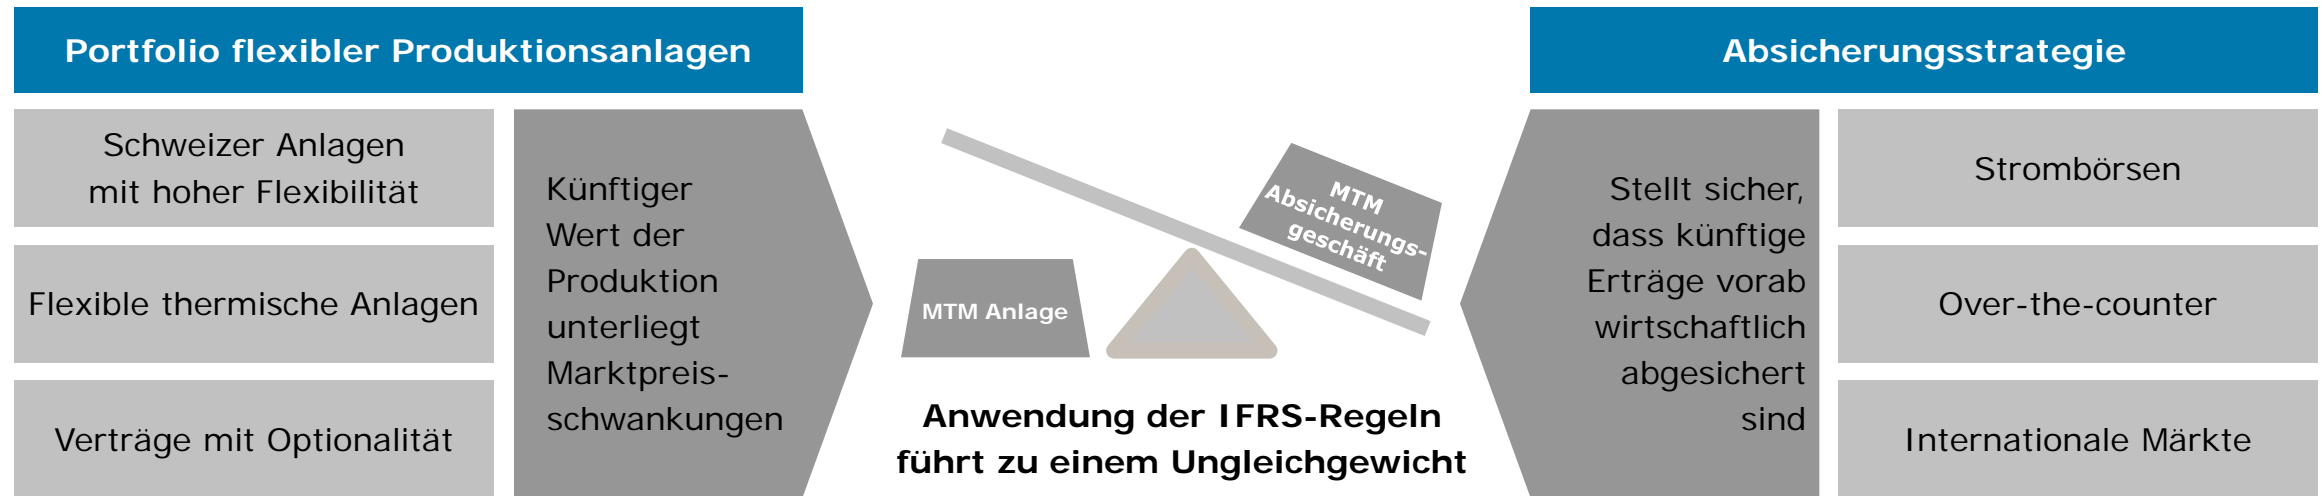 Portfolio flexibler Produktionsanlagen
Schweizer Anlagen
mit hoher Flexibilität
Flexible thermische Anlagen
Verträge mit Optionalität
Künftiger
Wert der
Produktion
unterliegt
Marktpreis-
schwankungen
MTM Anlage
MTM
Absicherungs-
geschäft
Anwendung der IFRS-Regeln
führt zu einem Ungleichgewicht
Absicherungsstrategie
Stellt sicher,
dass künftige
Erträge vorab
wirtschaftlich
abgesichert
sind
Strombörsen
Over-the-counter
Internationale Märkte